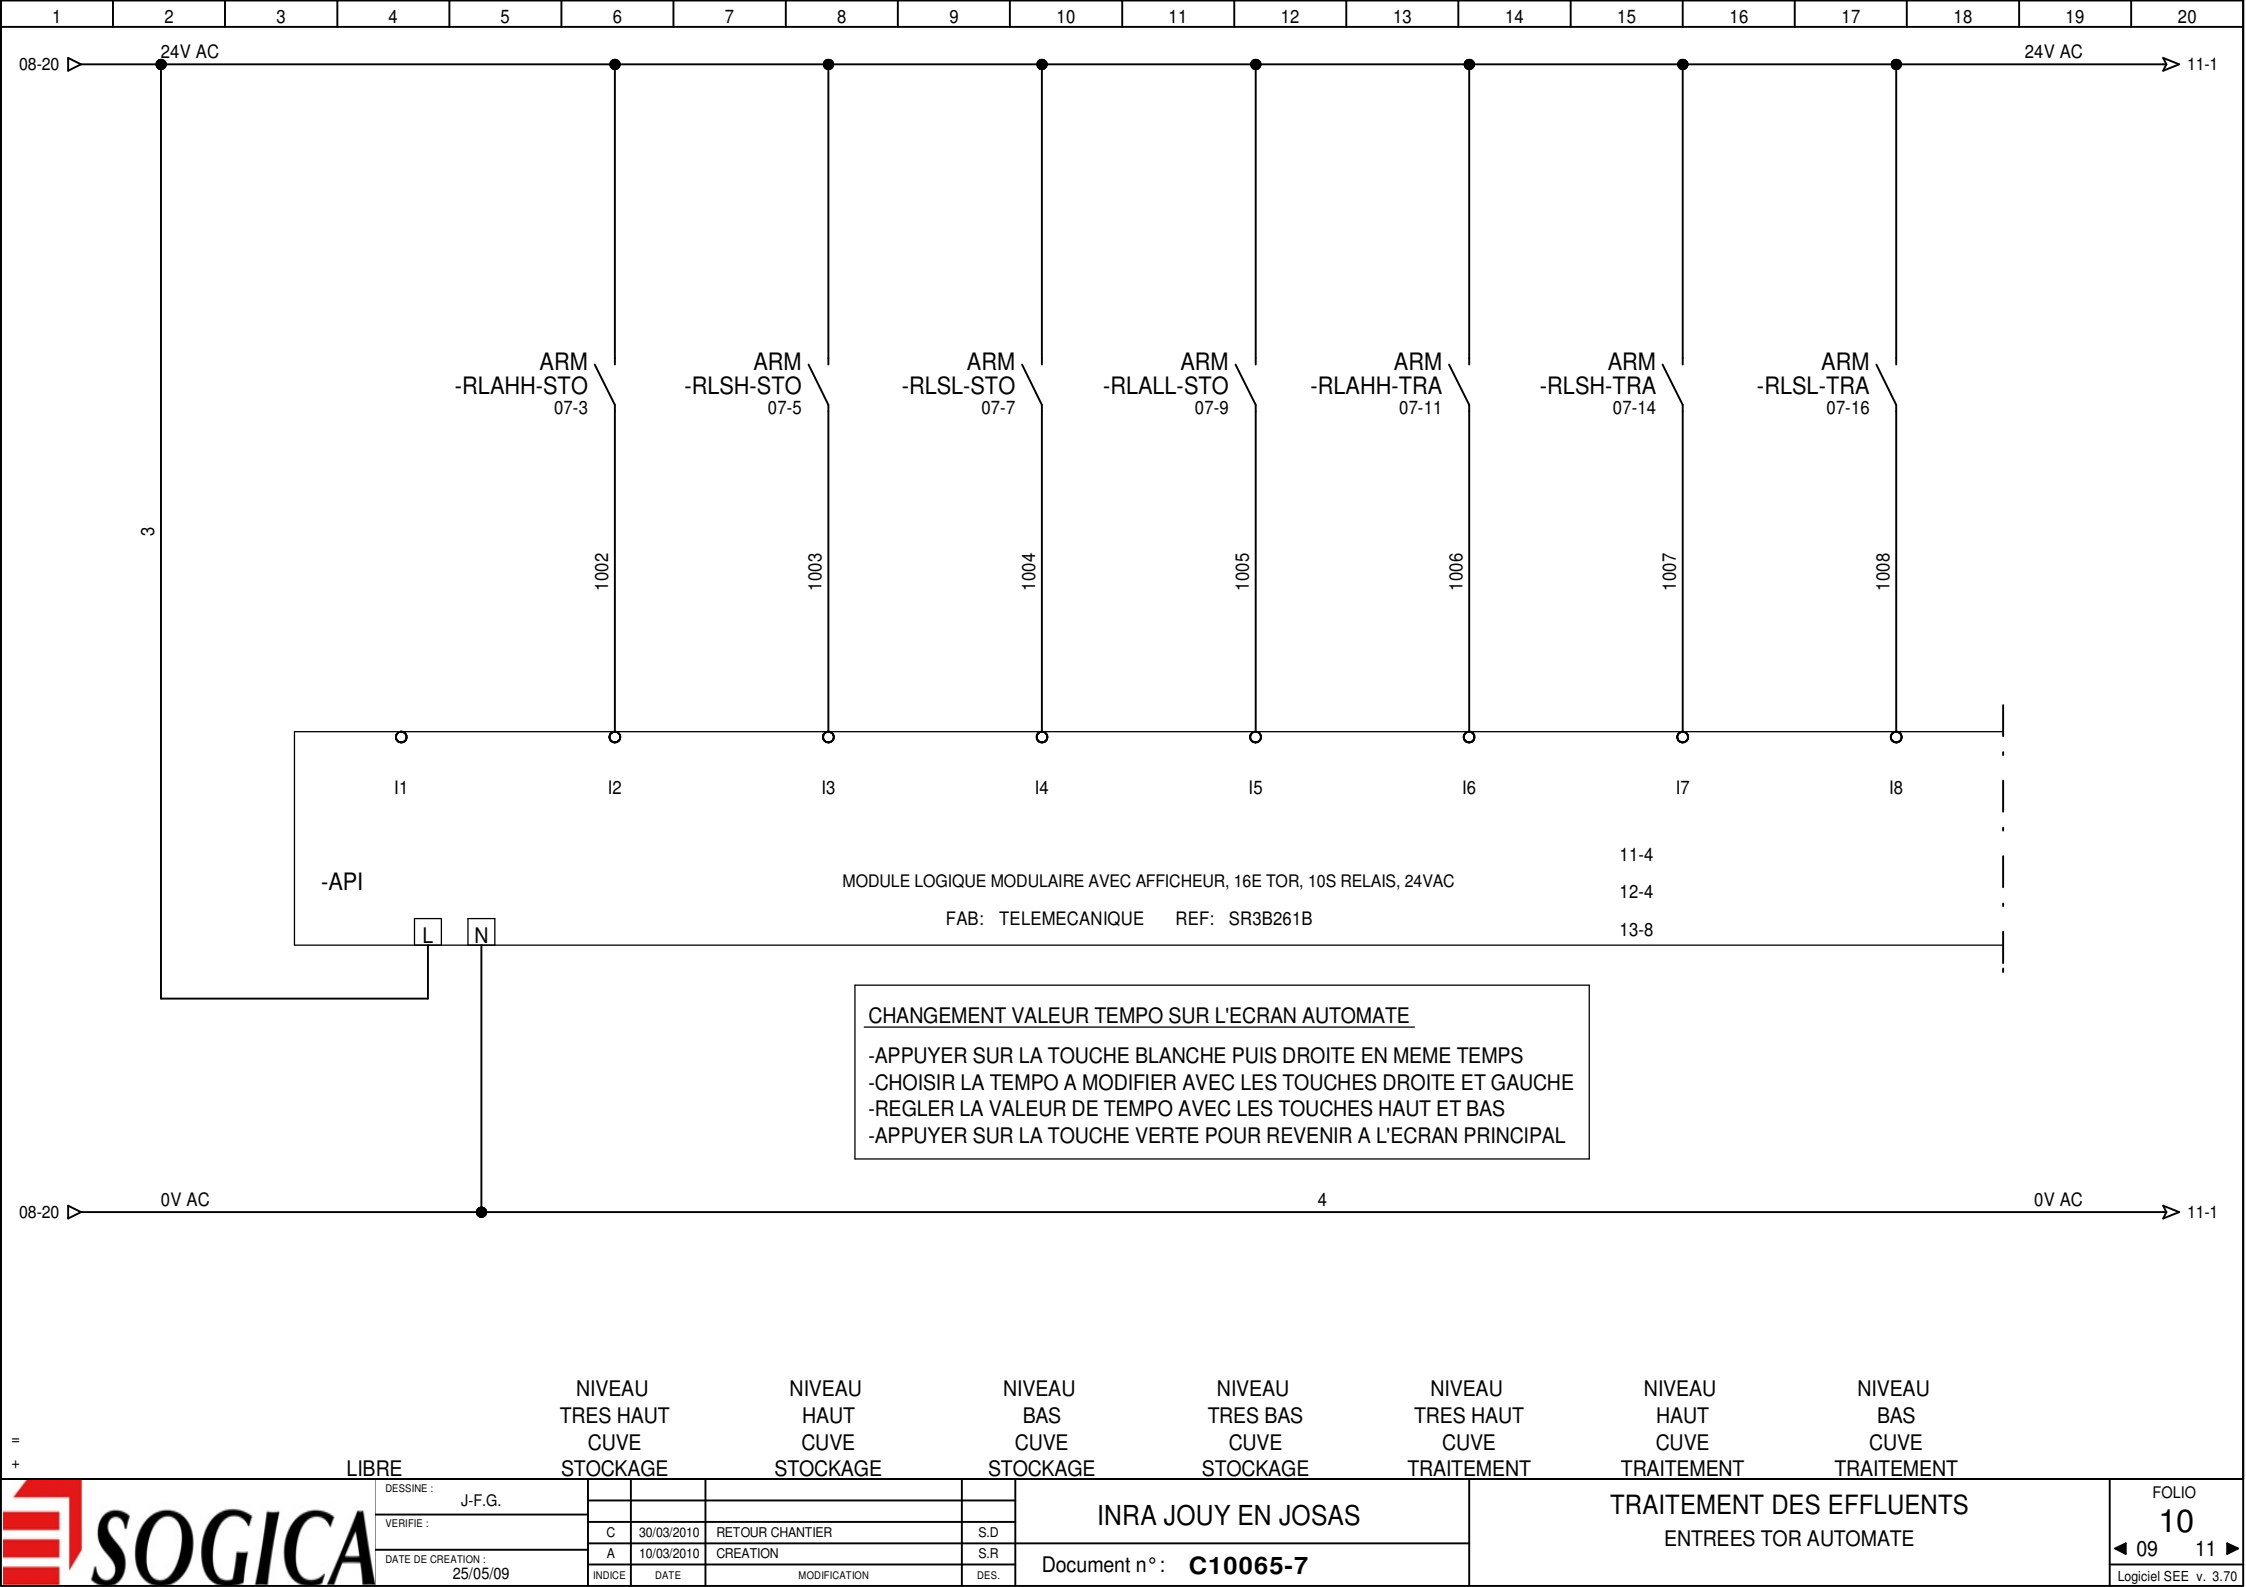 1 2 3 4 5 6 7 8 9 10 11 12 13 14 15 16 17 18 19 20
24V AC 24V AC
08-20 11-1
ARM ARM ARM ARM ARM ARM ARM
-RLAHH-STO -RLSH-STO -RLSL-STO -RLALL-STO -RLAHH-TRA -RLSH-TRA -RLSL-TRA
07-3 07-5 07-7 07-9 07-11 07-14 07-16
3 1002 1003 1004 1005 1006 1007 1008
I1 I2 I3 I4 I5 I6 I7 I8
-API
MODULE LOGIQUE MODULAIRE AVEC AFFICHEUR, 16E TOR, 10S RELAIS, 24VAC
FAB: TELEMECANIQUE REF: SR3B261B
11-4
12-4
13-8
L N
CHANGEMENT VALEUR TEMPO SUR L'ECRAN AUTOMATE
-APPUYER SUR LA TOUCHE BLANCHE PUIS DROITE EN MEME TEMPS
-CHOISIR LA TEMPO A MODIFIER AVEC LES TOUCHES DROITE ET GAUCHE
-REGLER LA VALEUR DE TEMPO AVEC LES TOUCHES HAUT ET BAS
-APPUYER SUR LA TOUCHE VERTE POUR REVENIR A L'ECRAN PRINCIPAL
0V AC 4 0V AC
08-20 11-1
NIVEAU NIVEAU NIVEAU NIVEAU NIVEAU NIVEAU NIVEAU
TRES HAUT HAUT BAS TRES BAS TRES HAUT HAUT BAS
= CUVE CUVE CUVE CUVE CUVE CUVE CUVE
+ LIBRE STOCKAGE STOCKAGE STOCKAGE STOCKAGE TRAITEMENT TRAITEMENT TRAITEMENT
SOGICA
DESSINE :
J-F.G.
VERIFIE :
DATE DE CREATION :
25/05/09
C 30/03/2010 RETOUR CHANTIER S.D
A 10/03/2010 CREATION S.R
INDICE DATE MODIFICATION DES.
INRA JOUY EN JOSAS
Document n° : C10065-7
TRAITEMENT DES EFFLUENTS
ENTREES TOR AUTOMATE
FOLIO
10
◄ 09 11 ►
Logiciel SEE v. 3.70